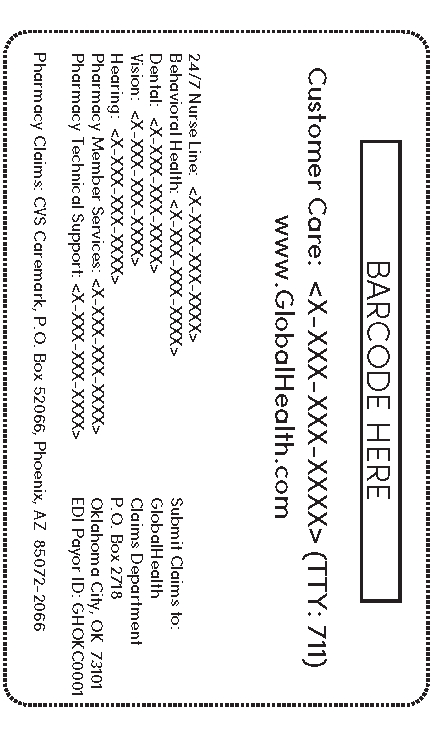 BARCODE HERE
Customer Care: <X-XXX-XXX-XXXX> (TTY: 711)
www.GlobalHealth.com
24/7 Nurse Line: <X-XXX-XXX-XXXX>
Behavioral Health: <X-XXX-XXX-XXXX>
Dental: <X-XXX-XXX-XXXX>
Vision: <X-XXX-XXX-XXXX>
Hearing: <X-XXX-XXX-XXXX>
Pharmacy Member Services: <X-XXX-XXX-XXXX>
Pharmacy Technical Support: <X-XXX-XXX-XXXX>
Submit Claims to:
GlobalHealth
Claims Department
P.O. Box 2718
Oklahoma City, OK 73101
EDI Payor ID: GHOKC0001
Pharmacy Claims: CVS Caremark, P.O. Box 52066, Phoenix, AZ 85072-2066